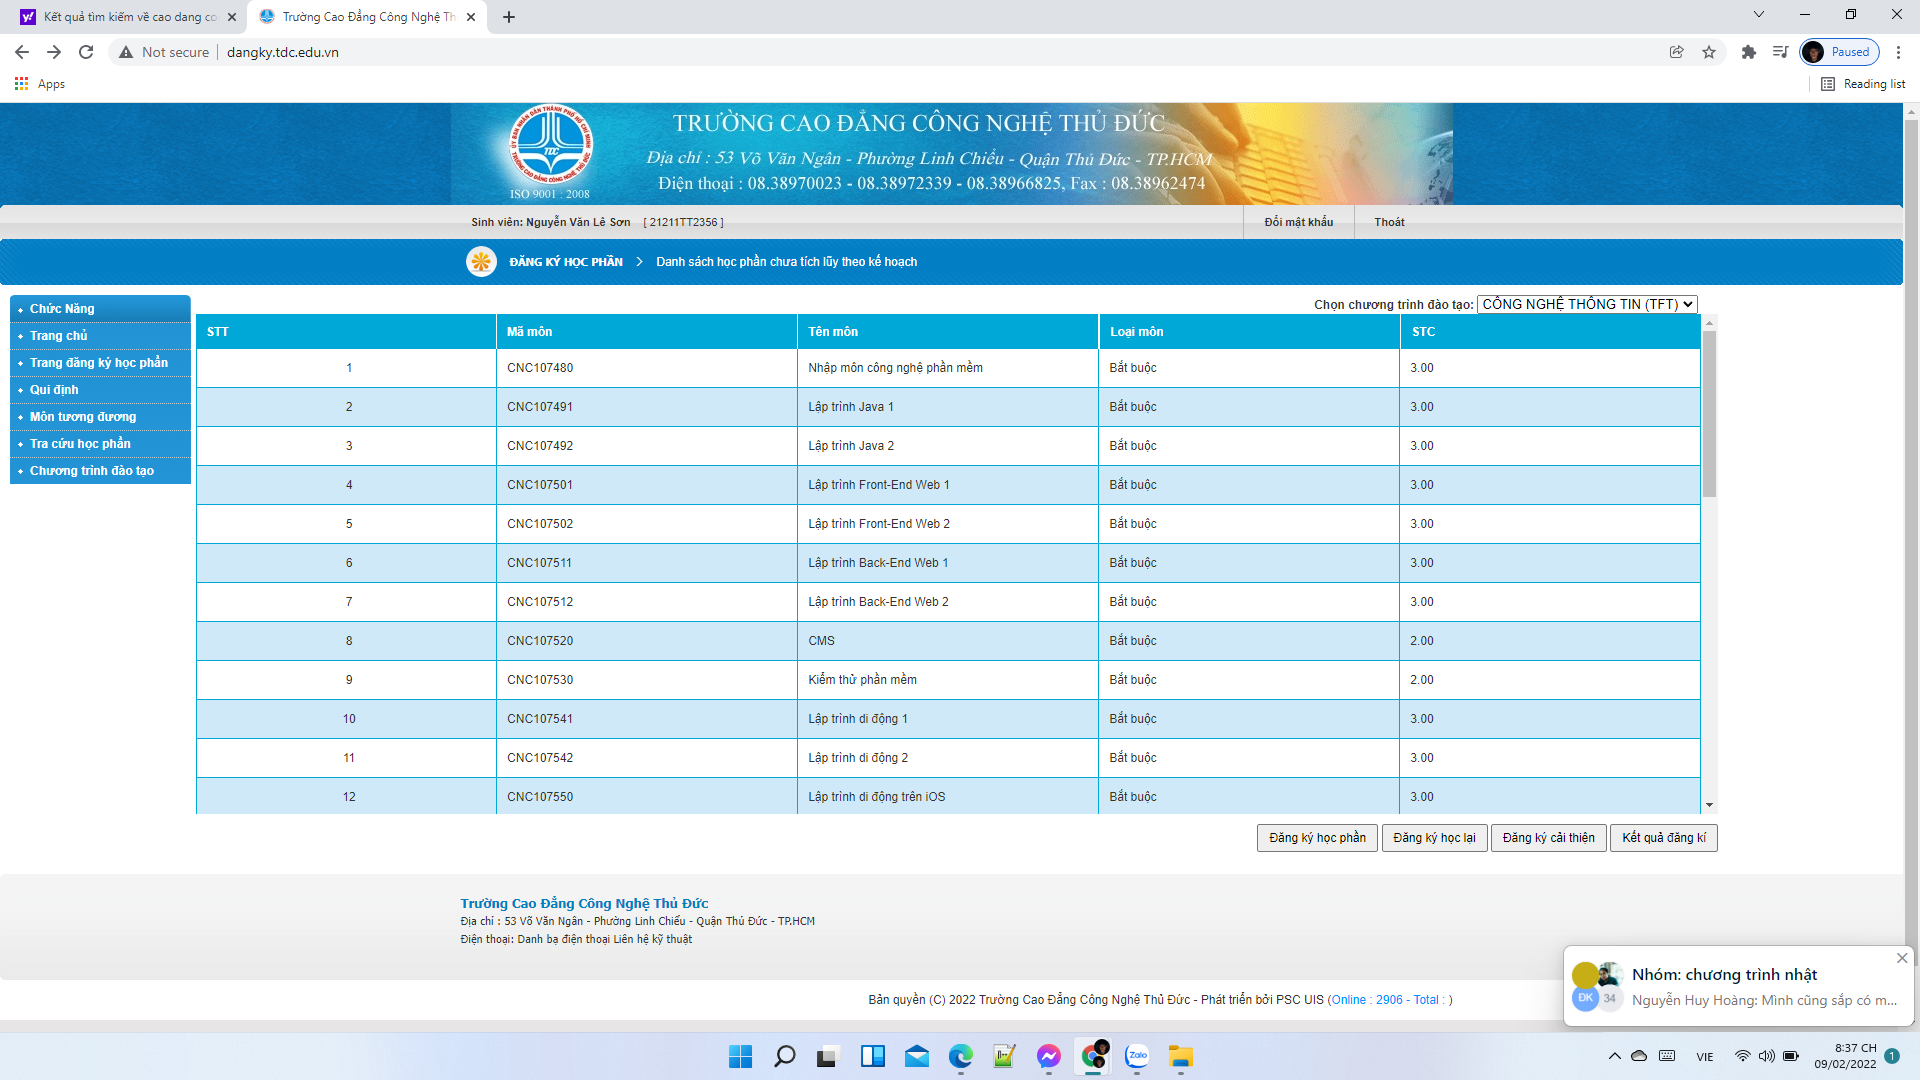 Kết quả tìm kiếm về cao dang co
Trường Cao Đẳng Công Nghệ Th
Not secure
dangky.tdc.edu.vn
Paused
Apps
Reading list
TRƯỜNG CAO ĐẲNG CÔNG NGHỆ THỦ ĐỨC
Địa chỉ : 53 Võ Văn Ngân - Phường Linh Chiểu - Quận Thủ Đức - TP.HCM
Điện thoại : 08.38970023 - 08.38972339 - 08.38966825, Fax : 08.38962474
TDC
ISO 9001 : 2008
Sinh viên: Nguyễn Văn Lê Sơn [ 21211TT2356 ]
Đổi mật khẩu
Thoát
ĐĂNG KÝ HỌC PHẦN > Danh sách học phần chưa tích lũy theo kế hoạch
Chức Năng
Trang chủ
Trang đăng ký học phần
Qui định
Môn tương đương
Tra cứu học phần
Chương trình đào tạo
Chọn chương trình đào tạo: CÔNG NGHỆ THÔNG TIN (TFT)
STT Mã môn Tên môn Loại môn STC
1 CNC107480 Nhập môn công nghệ phần mềm Bắt buộc 3.00
2 CNC107491 Lập trình Java 1 Bắt buộc 3.00
3 CNC107492 Lập trình Java 2 Bắt buộc 3.00
4 CNC107501 Lập trình Front-End Web 1 Bắt buộc 3.00
5 CNC107502 Lập trình Front-End Web 2 Bắt buộc 3.00
6 CNC107511 Lập trình Back-End Web 1 Bắt buộc 3.00
7 CNC107512 Lập trình Back-End Web 2 Bắt buộc 3.00
8 CNC107520 CMS Bắt buộc 2.00
9 CNC107530 Kiểm thử phần mềm Bắt buộc 2.00
10 CNC107541 Lập trình di động 1 Bắt buộc 3.00
11 CNC107542 Lập trình di động 2 Bắt buộc 3.00
12 CNC107550 Lập trình di động trên iOS Bắt buộc 3.00
Đăng ký học phần
Đăng ký học lại
Đăng ký cải thiện
Kết quả đăng kí
Trường Cao Đẳng Công Nghệ Thủ Đức
Địa chỉ : 53 Võ Văn Ngân - Phường Linh Chiểu - Quận Thủ Đức - TP.HCM
Điện thoại: Danh bạ điện thoại Liên hệ kỹ thuật
Bản quyền (C) 2022 Trường Cao Đẳng Công Nghệ Thủ Đức - Phát triển bởi PSC UIS (Online : 2906 - Total : )
Nhóm: chương trình nhật
ĐK 34
Nguyễn Huy Hoàng: Mình cũng sắp có m...
Zalo
VIE
8:37 CH
09/02/2022
1